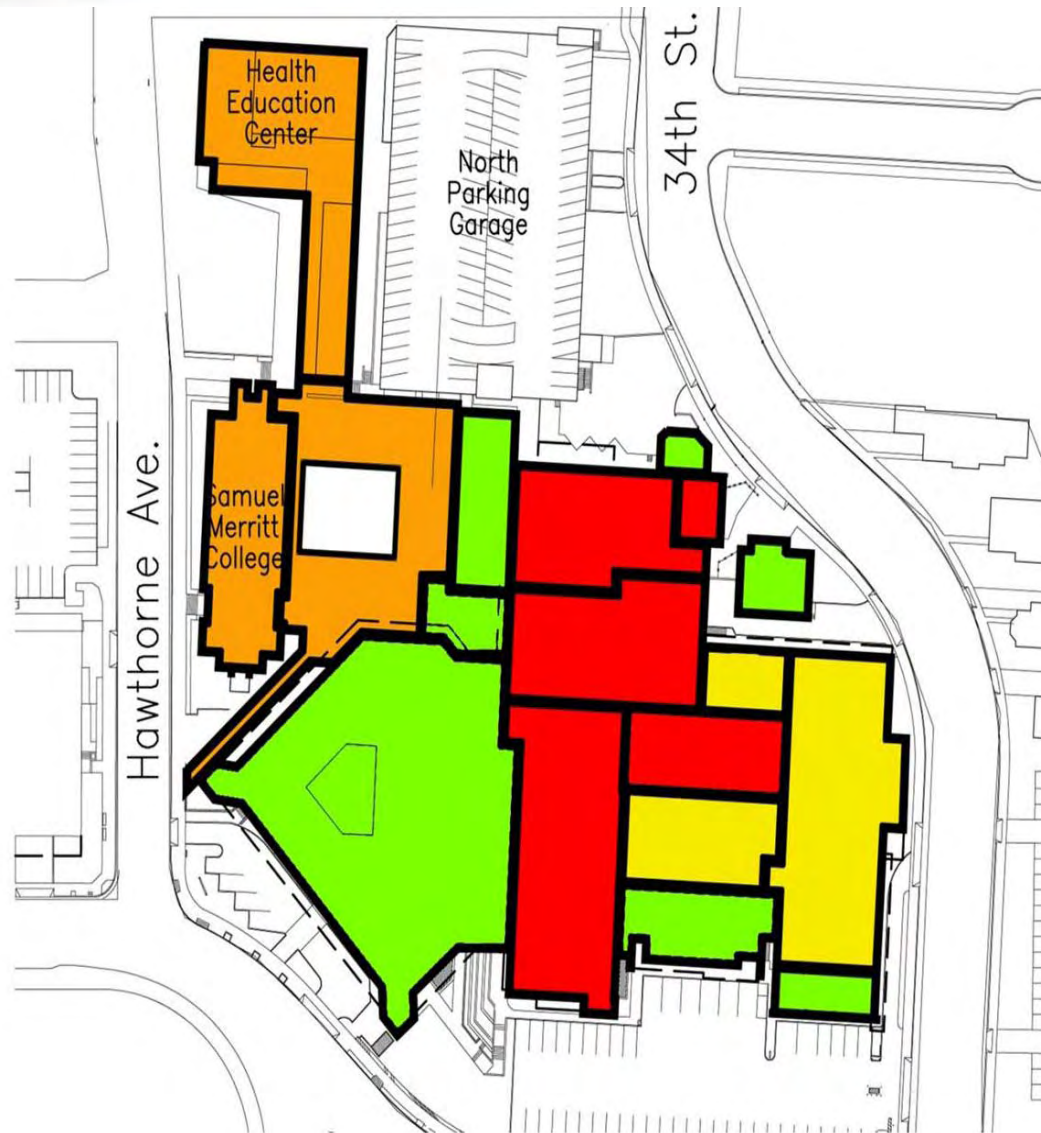 Health
Education
Center
North
Parking
Garage
34th St.
Samuel
Merritt
College
Hawthorne Ave.